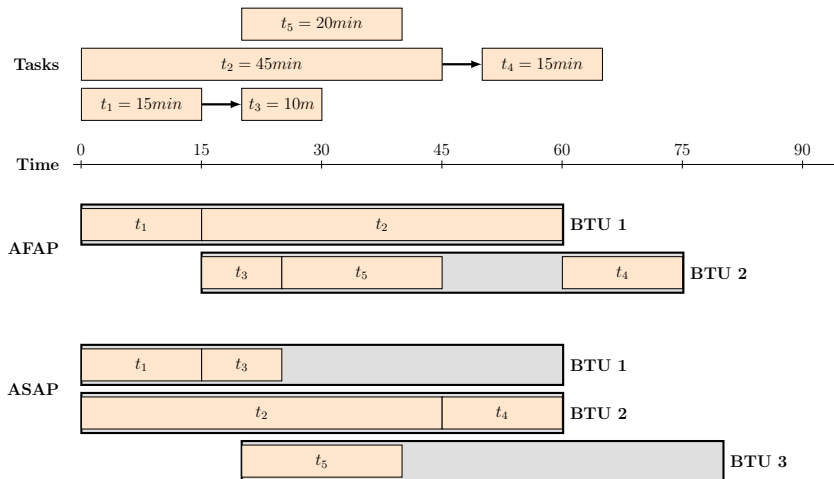 t₅ = 20min
Tasks t₂ = 45min t₄ = 15min
t₁ = 15min t₃ = 10m
0 15 30 45 60 75 90
Time
t₁ t₂ BTU 1
AFAP
t₃ t₅ t₄ BTU 2
t₁ t₃ BTU 1
ASAP
t₂ t₄ BTU 2
t₅ BTU 3